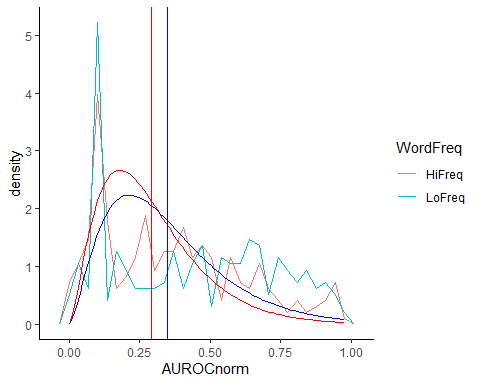 5
4
3
2
1
0
density
0.00 0.25 0.50 0.75 1.00
AUROCnorm
WordFreq
HiFreq
LoFreq